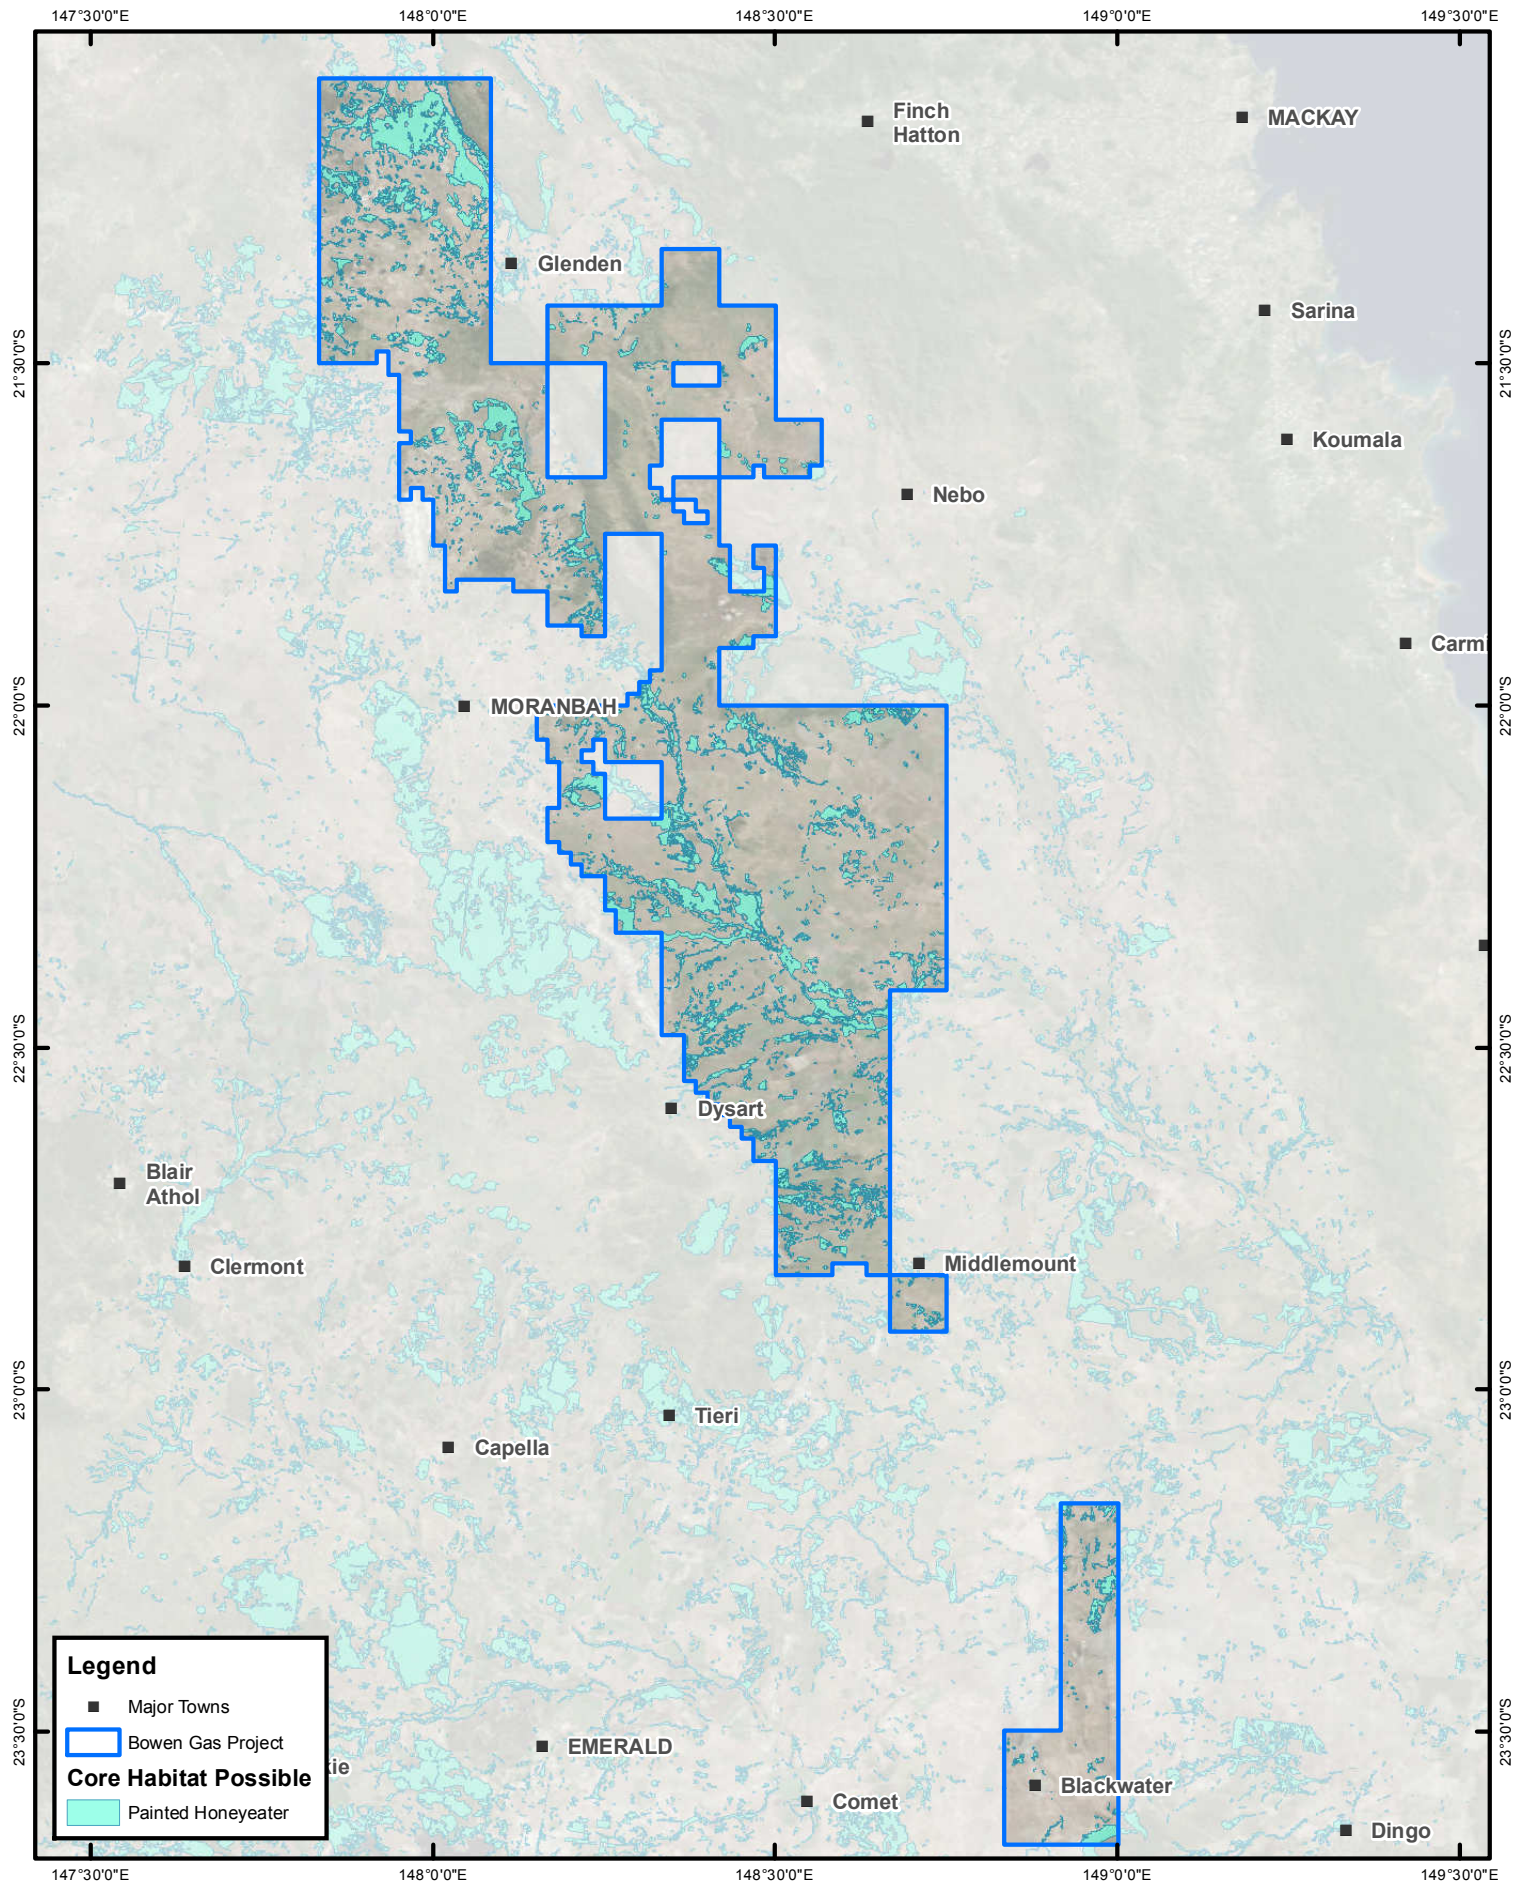 147°30'0"E 148°0'0"E 148°30'0"E 149°0'0"E 149°30'0"E
Finch
Hatton
MACKAY
Glenden
Sarina
21°30'0"S 21°30'0"S
Koumala
Nebo
Carmi
22°0'0"S 22°0'0"S
MORANBAH
22°30'0"S 22°30'0"S
Dysart
Blair
Athol
Clermont
Middlemount
23°0'0"S 23°0'0"S
Tieri
Capella
Legend
Major Towns
Bowen Gas Project
Core Habitat Possible
Painted Honeyeater
kie
23°30'0"S 23°30'0"S
EMERALD
Blackwater
Comet
Dingo
147°30'0"E 148°0'0"E 148°30'0"E 149°0'0"E 149°30'0"E